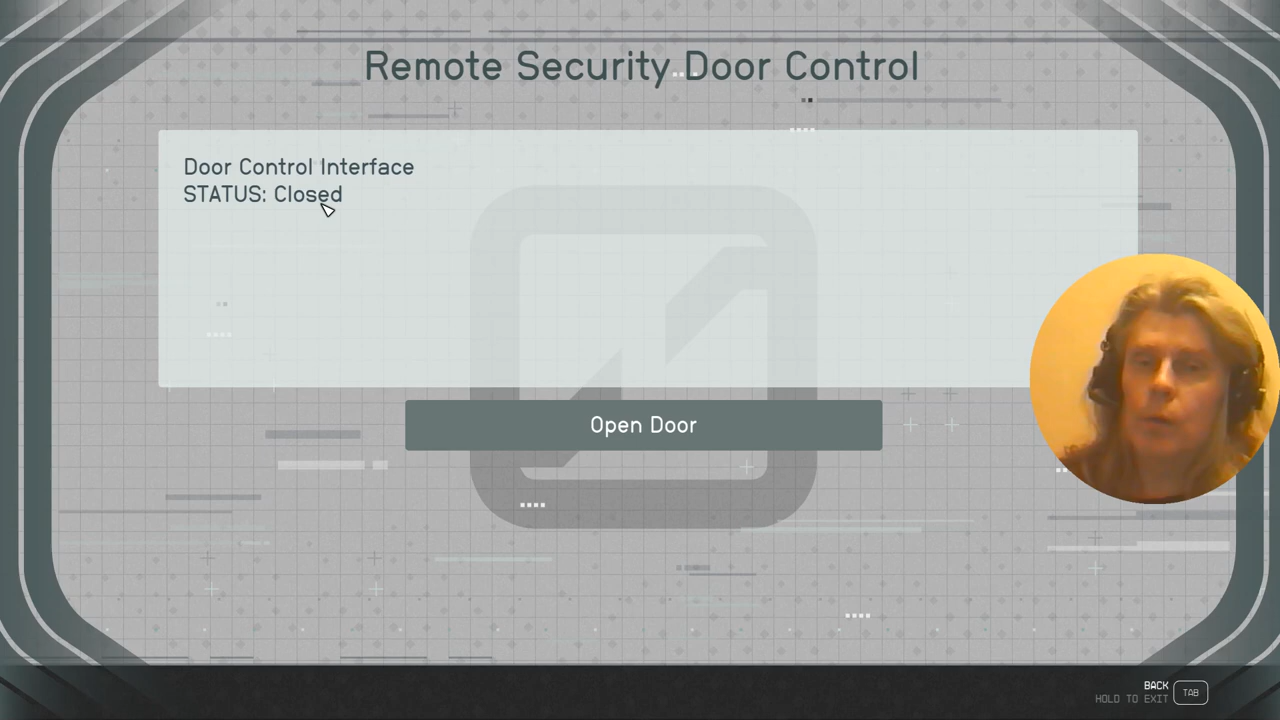 Remote Security Door Control
Door Control Interface
STATUS: Closed
Open Door
BACK
HOLD TO EXIT
TAB